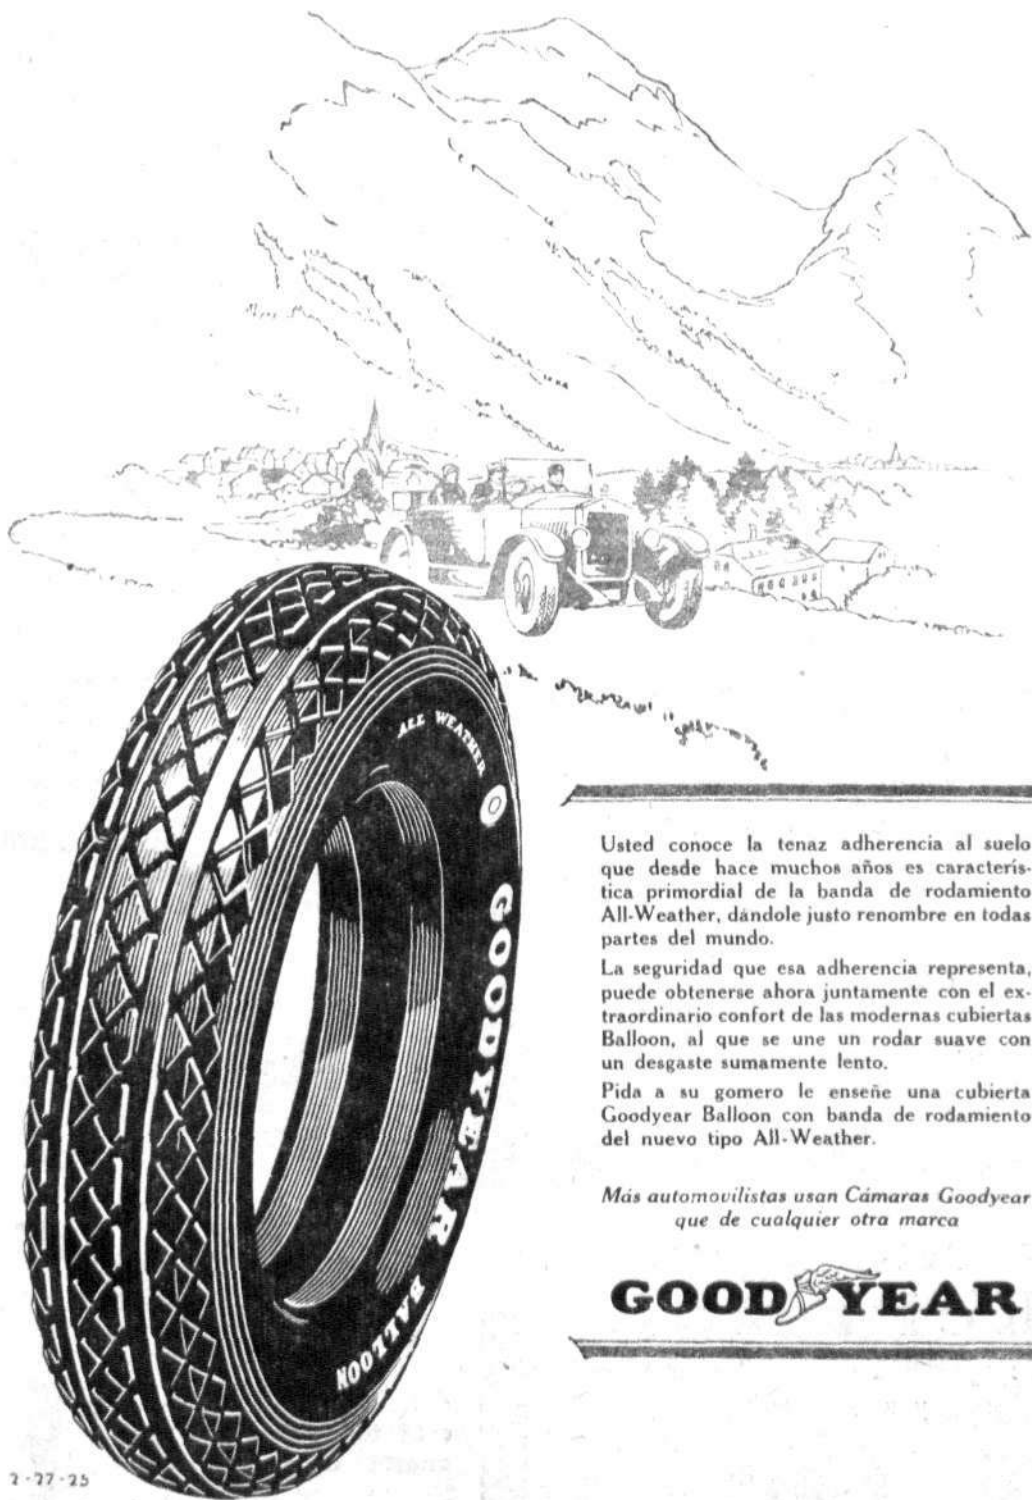 ALL WEATHER
GOODYEAR
BALLOON
Usted conoce la tenaz adherencia al suelo
que desde hace muchos años es caracterís-
tica primordial de la banda de rodamiento
All-Weather, dándole justo renombre en todas
partes del mundo.
La seguridad que esa adherencia representa,
puede obtenerse ahora juntamente con el ex-
traordinario confort de las modernas cubiertas
Balloon, al que se une un rodar suave con
un desgaste sumamente lento.
Pida a su gomero le enseñe una cubierta
Goodyear Balloon con banda de rodamiento
del nuevo tipo All-Weather.
Más automovilistas usan Cámaras Goodyear
que de cualquier otra marca
GOODYEAR
2-27-25